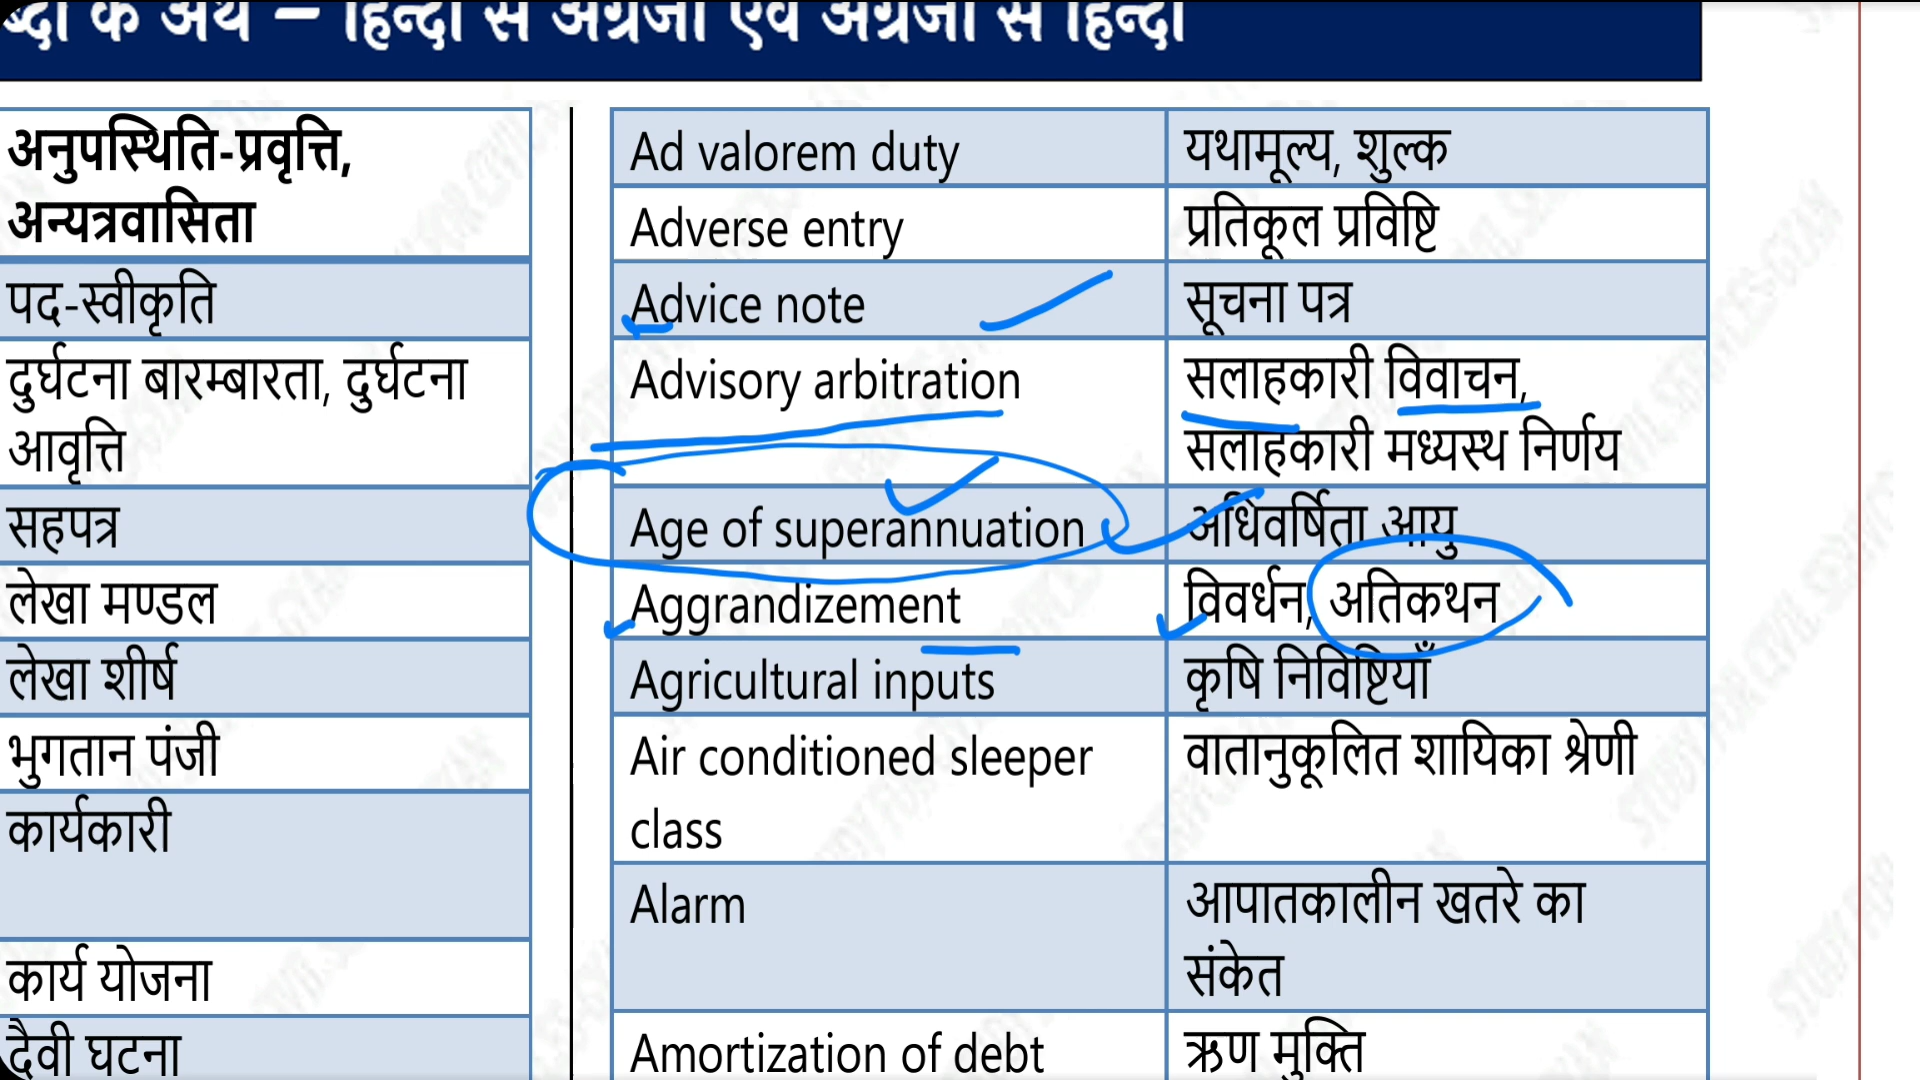 ब्दों के अर्थ – हिन्दी से अंग्रेजी एवं अंग्रेजी से हिन्दी
अनुपस्थिति-प्रवृत्ति,
अन्यत्रवासिता
पद-स्वीकृति
दुर्घटना बारम्बारता, दुर्घटना
आवृत्ति
सहपत्र
लेखा मण्डल
लेखा शीर्ष
भुगतान पंजी
कार्यकारी
कार्य योजना
दैवी घटना
Ad valorem duty यथामूल्य, शुल्क
Adverse entry प्रतिकूल प्रविष्टि
Advice note सूचना पत्र
Advisory arbitration सलाहकारी विवाचन,
सलाहकारी मध्यस्थ निर्णय
Age of superannuation अधिवर्षिता आयु
Aggrandizement विवर्धन, अतिकथन
Agricultural inputs कृषि निविष्टियाँ
Air conditioned sleeper वातानुकूलित शायिका श्रेणी
class
Alarm आपातकालीन खतरे का
संकेत
Amortization of debt ऋण मुक्ति